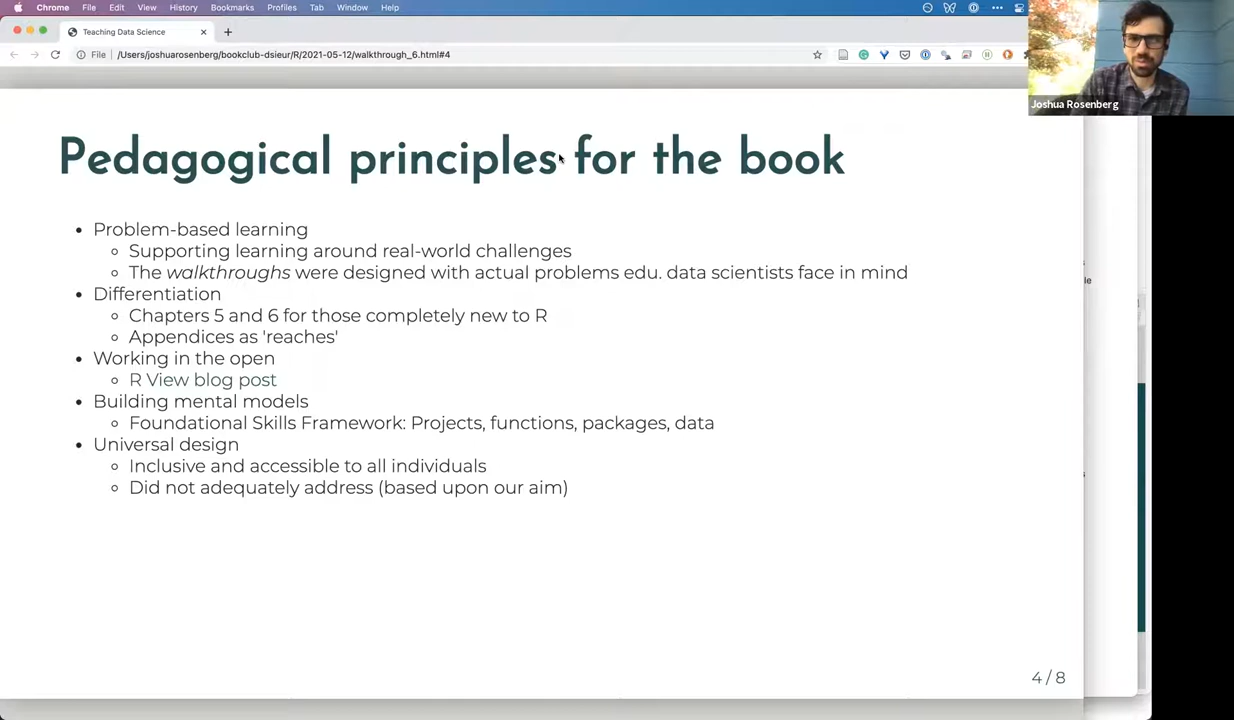 Chrome File Edit View History Bookmarks Profiles Tab Window Help
Teaching Data Science
File /Users/joshuarosenberg/bookclub-dsieur/R/2021-05-12/walkthrough_6.html#4
Joshua Rosenberg
Pedagogical principles for the book
• Problem-based learning
◦ Supporting learning around real-world challenges
◦ The walkthroughs were designed with actual problems edu. data scientists face in mind
• Differentiation
◦ Chapters 5 and 6 for those completely new to R
◦ Appendices as 'reaches'
• Working in the open
◦ R View blog post
• Building mental models
◦ Foundational Skills Framework: Projects, functions, packages, data
• Universal design
◦ Inclusive and accessible to all individuals
◦ Did not adequately address (based upon our aim)
4 / 8